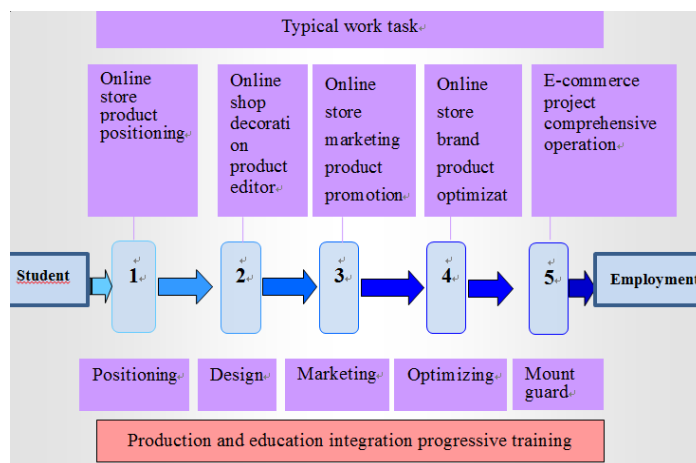 Typical work task
Online
store
product
positioning
Online
shop
decorati
on
product
editor
Online
store
marketing
product
promotion
Online
store
brand
product
optimizat
E-commerce
project
comprehensive
operation
Student
1
2
3
4
5
Employment
Positioning
Design
Marketing
Optimizing
Mount
guard
Production and education integration progressive training